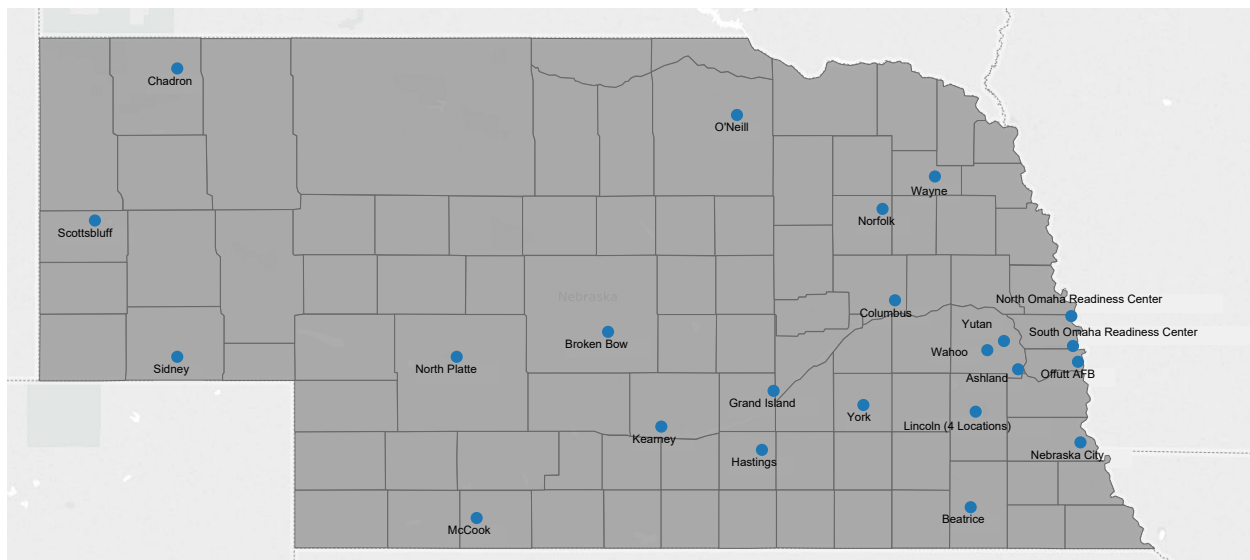 Chadron
O'Neill
Wayne
Norfolk
Scottsbluff
Nebraska
North Omaha Readiness Center
Columbus
Yutan
South Omaha Readiness Center
Broken Bow
Wahoo
Sidney
North Platte
Ashland
Offutt AFB
Grand Island
York
Lincoln (4 Locations)
Kearney
Nebraska City
Hastings
McCook
Beatrice